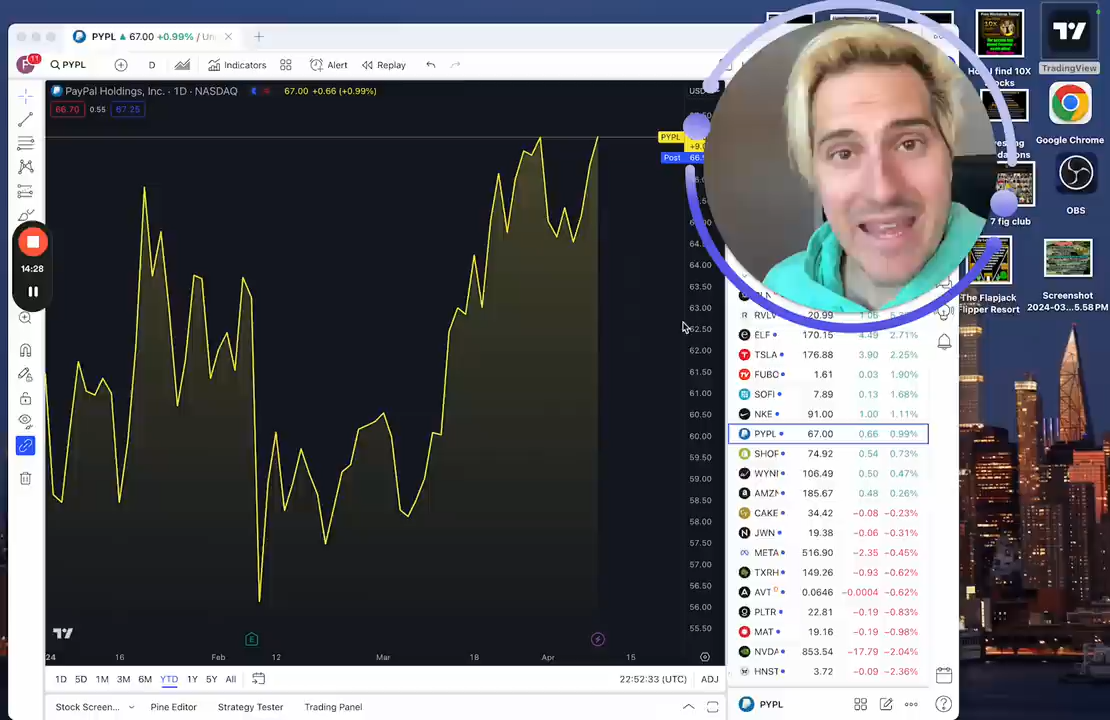 PYPL ▲ 67.00 +0.99% / Un
11
PYPL
D
Indicators
Alert
Replay
PayPal Holdings, Inc. · 1D · NASDAQ
67.00 +0.66 (+0.99%)
66.70
0.55
67.25
USD
PYPL
Post
14:28
64.00
63.50
63.00
62.50
62.00
61.50
61.00
60.50
60.00
59.50
59.00
58.50
58.00
57.50
57.00
56.50
56.00
55.50
E
24
16
Feb
12
Mar
18
Apr
15
1D
5D
1M
3M
6M
YTD
1Y
5Y
All
22:52:33 (UTC)
ADJ
Stock Screen...
Pine Editor
Strategy Tester
Trading Panel
RVLV 20.99 1.06
ELF 170.15 4.49 2.71%
TSLA 176.88 3.90 2.25%
FUBO 1.61 0.03 1.90%
SOFI 7.89 0.13 1.68%
NKE 91.00 1.00 1.11%
PYPL 67.00 0.66 0.99%
SHOP 74.92 0.54 0.73%
WYNN 106.49 0.50 0.47%
AMZN 185.67 0.48 0.26%
CAKE 34.42 −0.08 −0.23%
JWN 19.38 −0.06 −0.31%
META 516.90 −2.35 −0.45%
TXRH 149.26 −0.93 −0.62%
AVT 0.0646 −0.0004 −0.62%
PLTR 22.81 −0.19 −0.83%
MAT 19.16 −0.19 −0.98%
NVDA 853.54 −17.79 −2.04%
HNST 3.72 −0.09 −2.36%
PYPL
TradingView
Google Chrome
OBS
7 fig club
The Flapjack
Flipper Resort
Screenshot
2024-03...5.58 PM